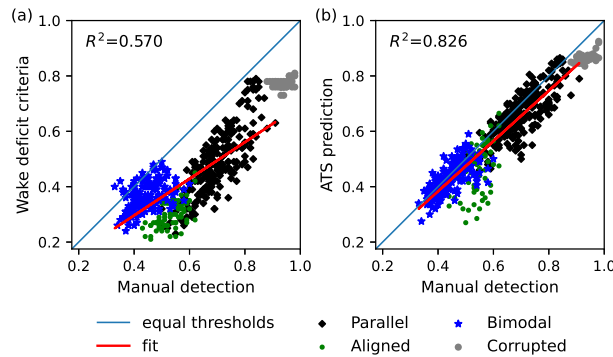 (a)
(b)
R²=0.570
R²=0.826
Wake deficit criteria
1.0
0.8
0.6
0.4
0.2
0.2 0.4 0.6 0.8 1.0
Manual detection
ATS prediction
1.0
0.8
0.6
0.4
0.2
0.2 0.4 0.6 0.8 1.0
Manual detection
equal thresholds
fit
Parallel
Aligned
Bimodal
Corrupted